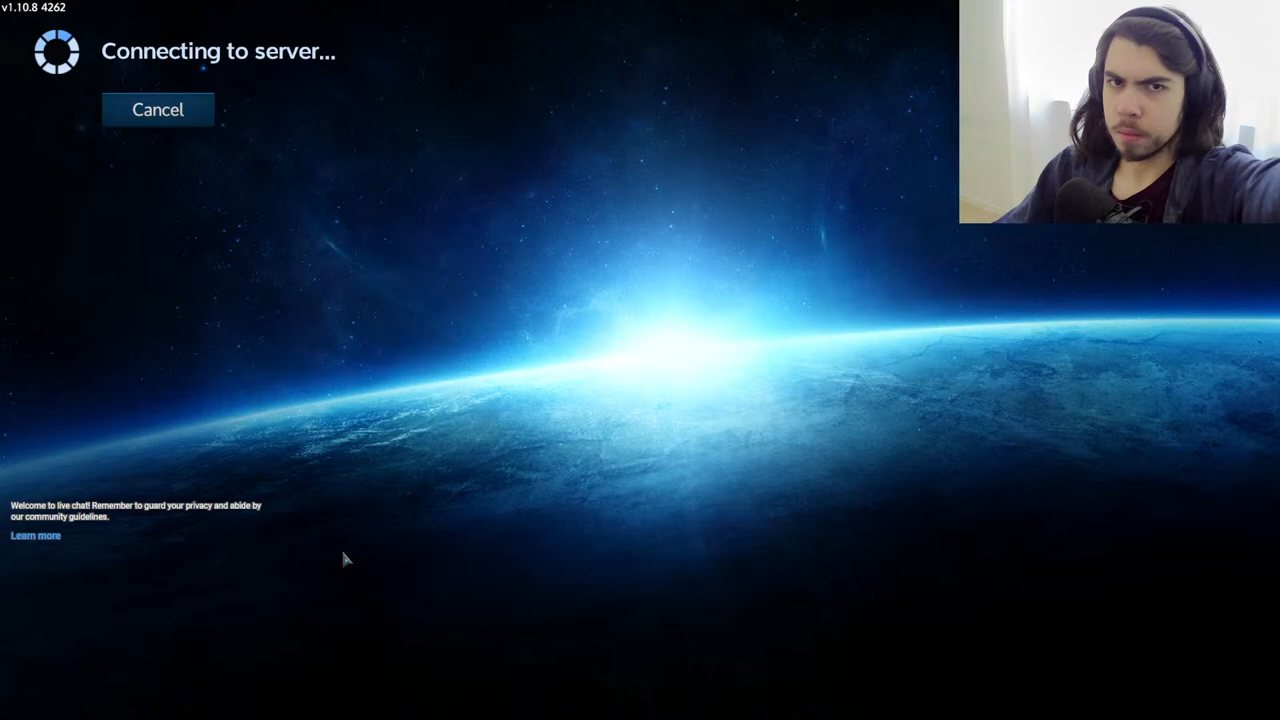 v1.10.8 4262
Connecting to server...
Cancel
Welcome to live chat! Remember to guard your privacy and abide by
our community guidelines.
Learn more